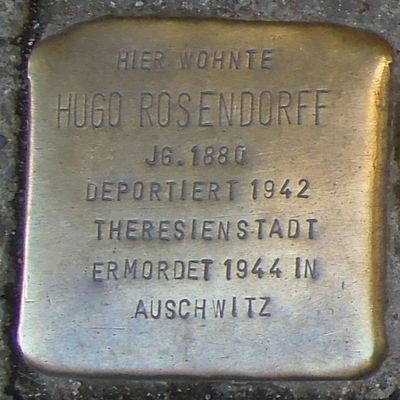 HIER WOHNTE
HUGO ROSENDORFF
JG. 1880
DEPORTIERT 1942
THERESIENSTADT
ERMORDET 1944 IN
AUSCHWITZ